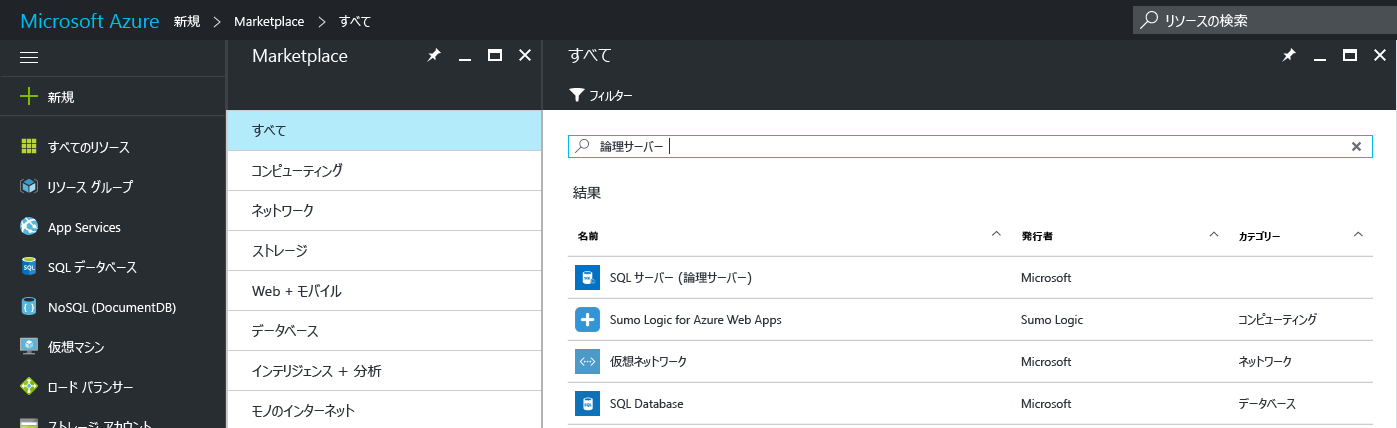 Microsoft Azure 新規 > Marketplace > すべて
リソースの検索
新規
すべてのリソース
リソース グループ
App Services
SQL データベース
NoSQL (DocumentDB)
仮想マシン
ロード バランサー
ストレージ アカウント
Marketplace
すべて
コンピューティング
ネットワーク
ストレージ
Web + モバイル
データベース
インテリジェンス + 分析
モノのインターネット
すべて
フィルター
論理サーバー
結果
名前 発行者 カテゴリー
SQL サーバー (論理サーバー) Microsoft
Sumo Logic for Azure Web Apps Sumo Logic コンピューティング
仮想ネットワーク Microsoft ネットワーク
SQL Database Microsoft データベース